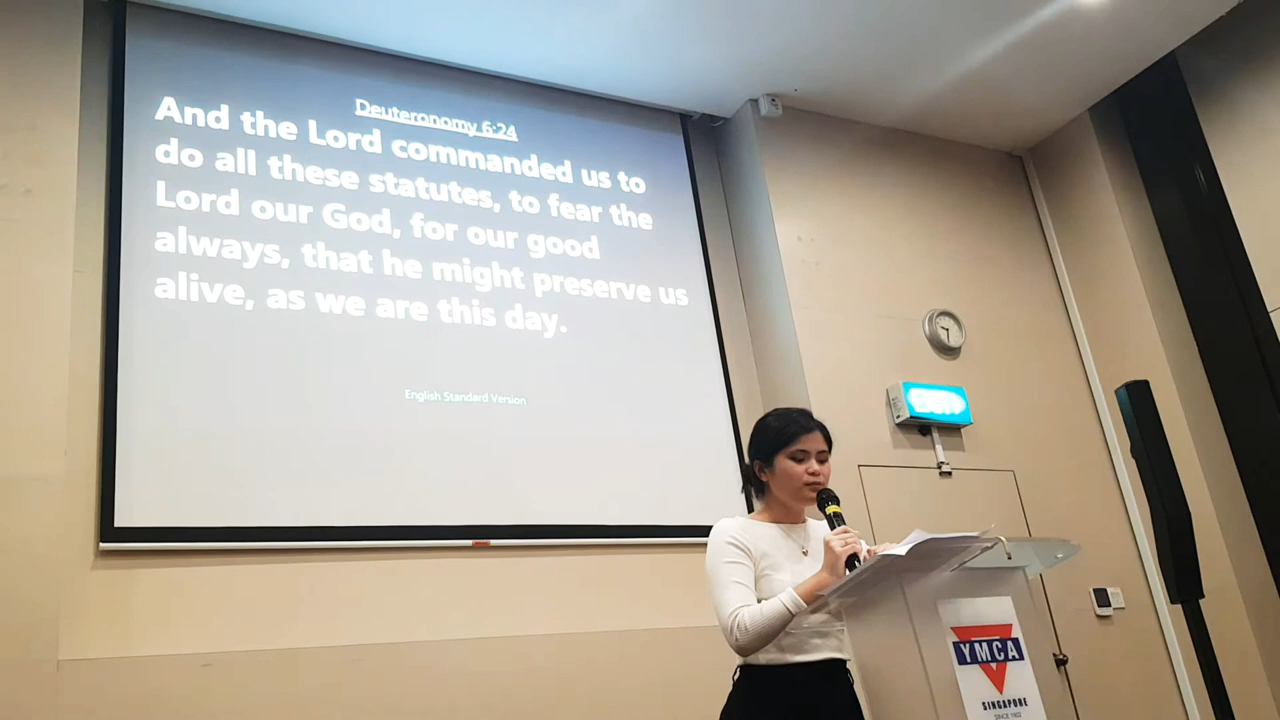 Deuteronomy 6:24
And the Lord commanded us to
do all these statutes, to fear the
Lord our God, for our good
always, that he might preserve us
alive, as we are this day.
English Standard Version
YMCA
SINGAPORE
SINCE 1902